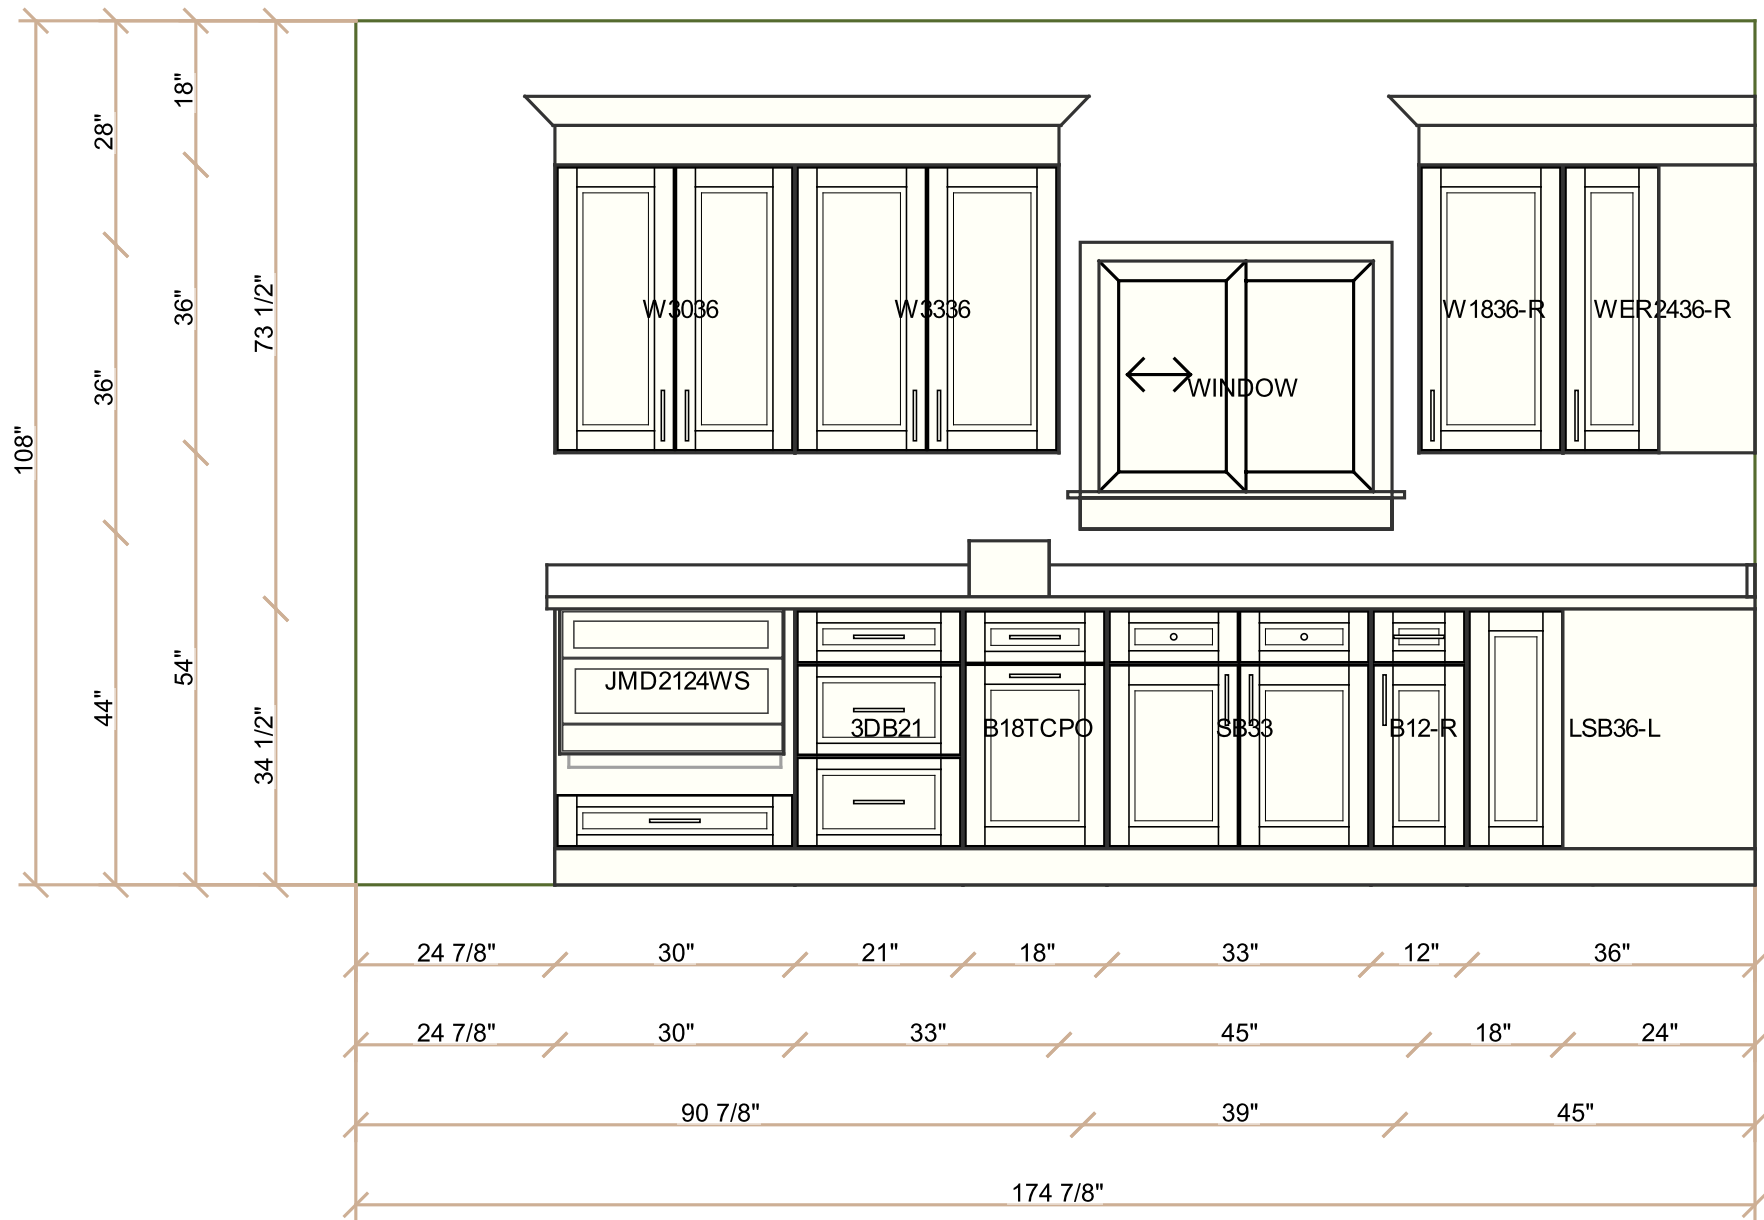 18"
28"
36"
73 1/2"
36"
108"
54"
44"
34 1/2"
W3036
W3336
W1836-R
WER2436-R
WINDOW
JMD2124WS
3DB21
B18TCPO
SB33
B12-R
LSB36-L
24 7/8"
30"
21"
18"
33"
12"
36"
24 7/8"
30"
33"
45"
18"
24"
90 7/8"
39"
45"
174 7/8"